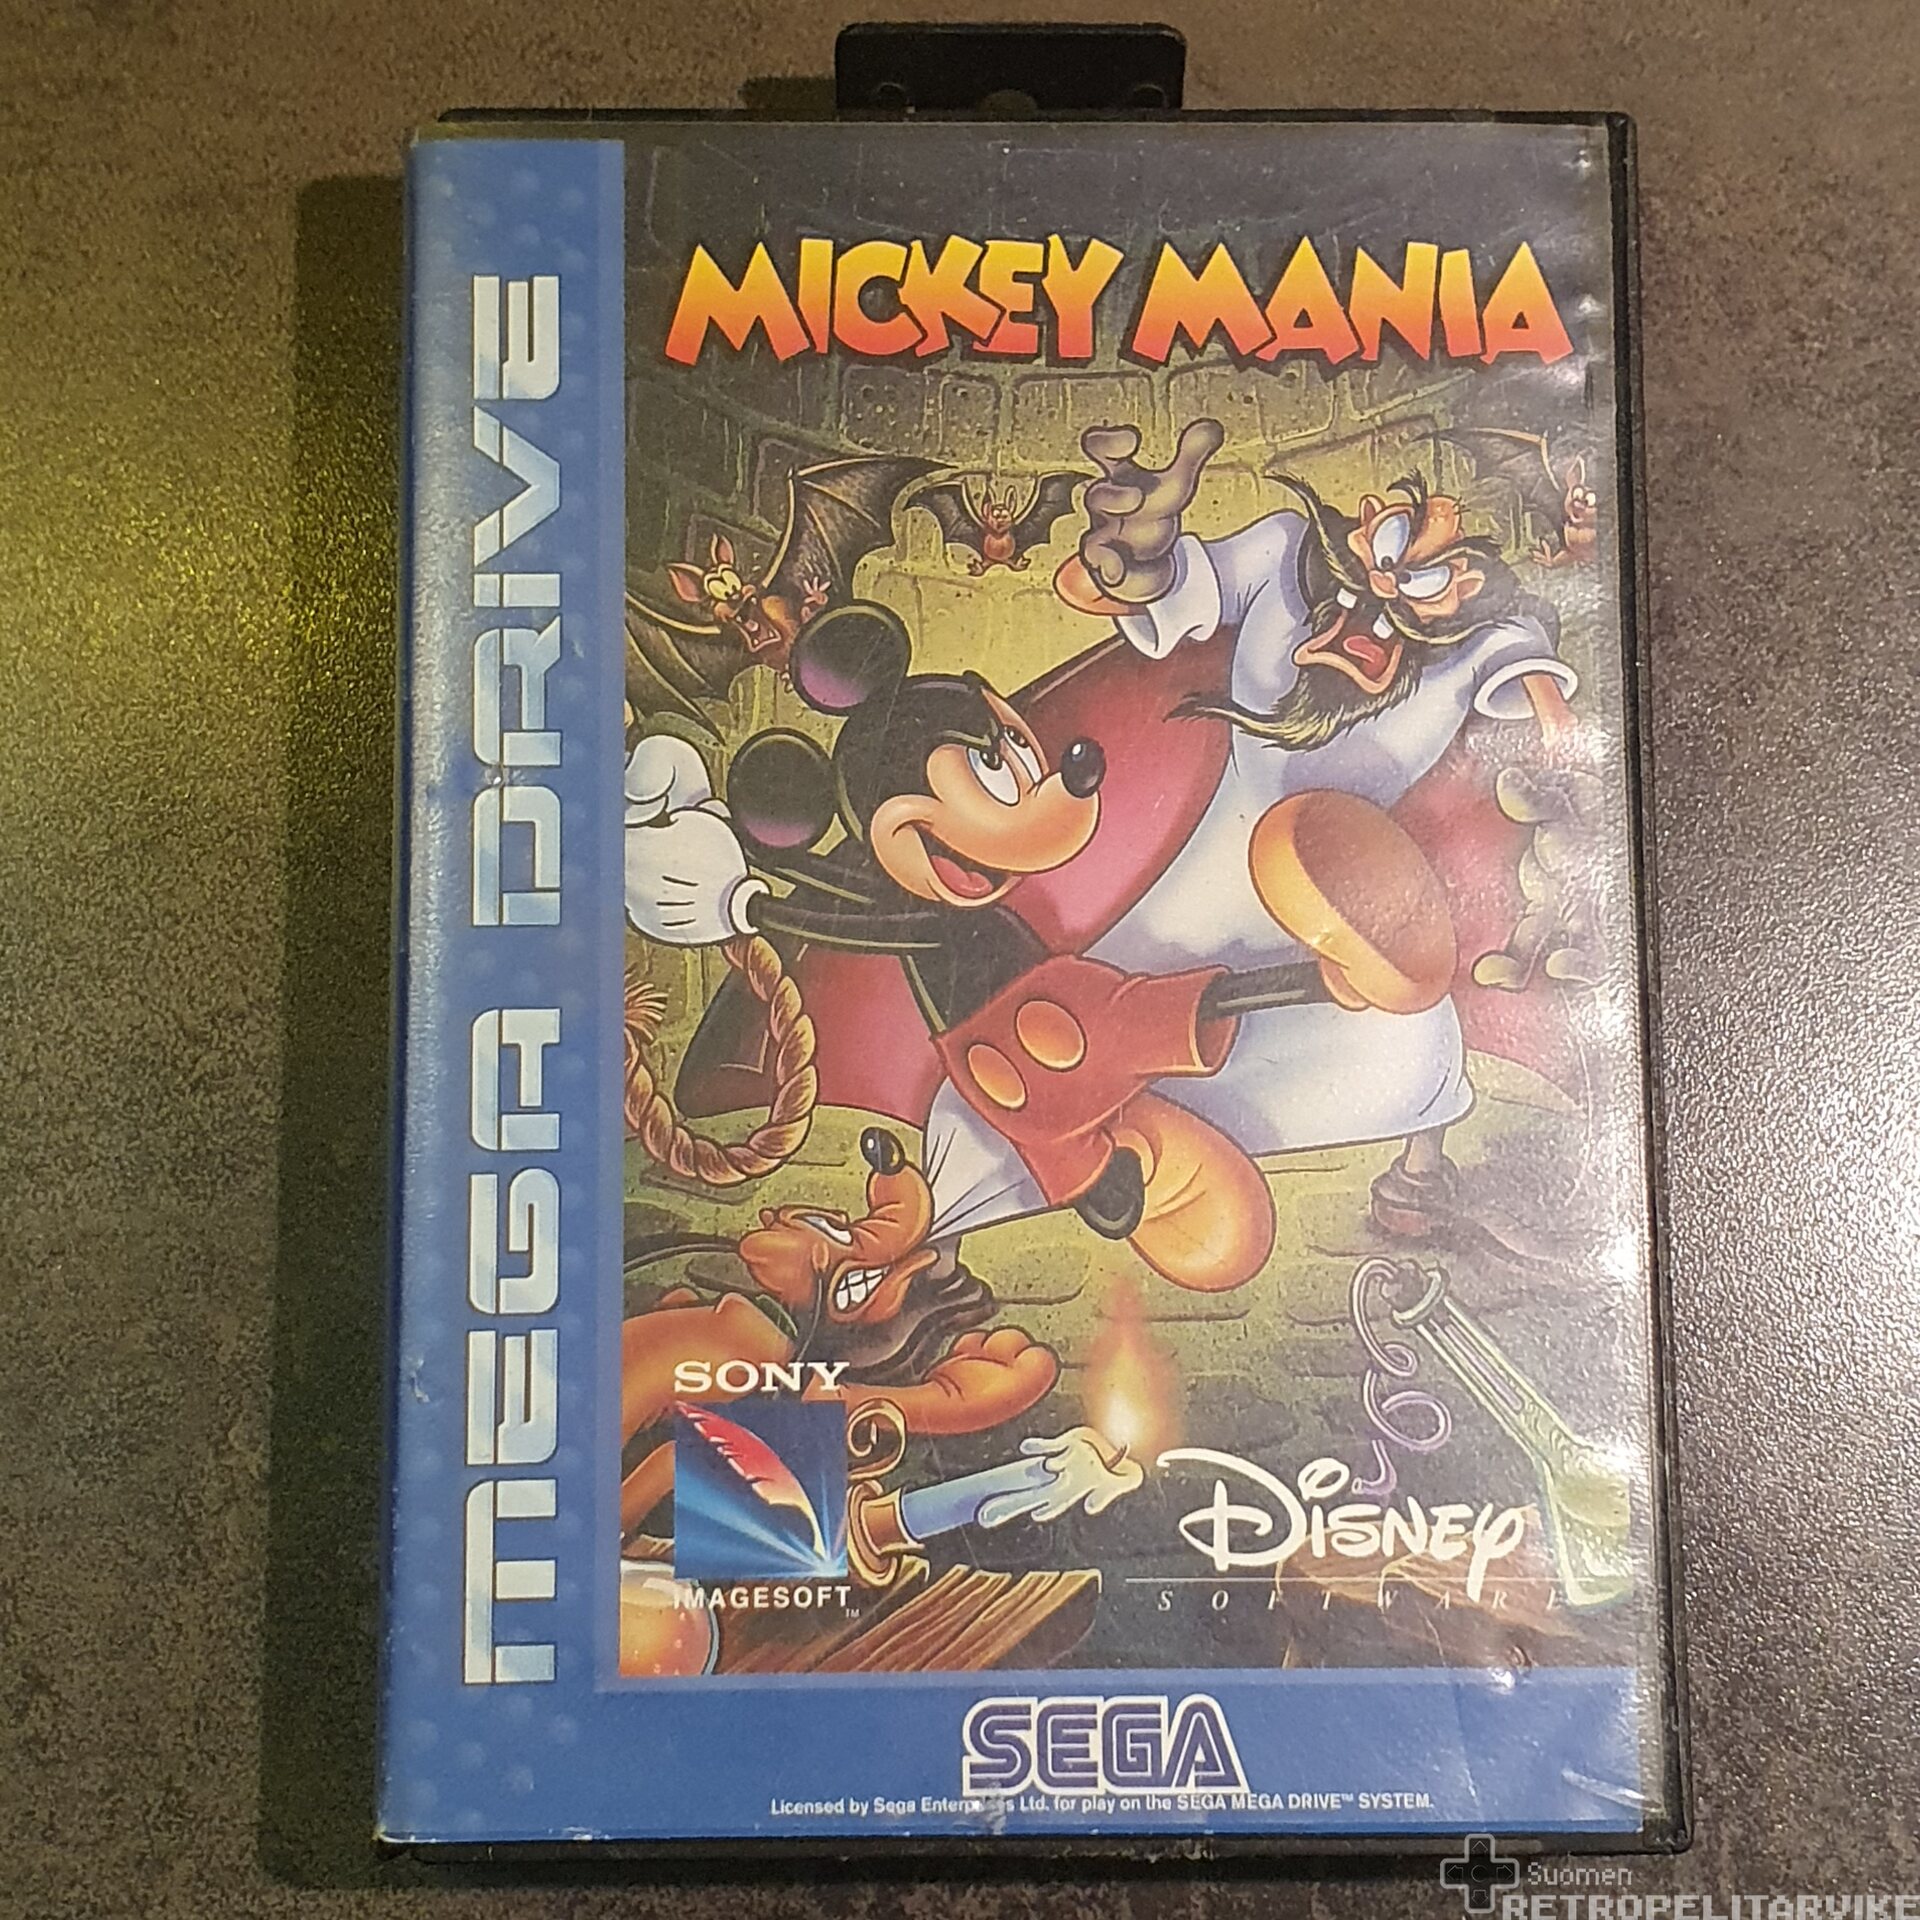 MICKEY MANIA
MEGA DRIVE
SONY
IMAGESOFT™
DISNEY
SOFTWARE
SEGA
Licensed by Sega Enterprises Ltd. for play on the SEGA MEGA DRIVE™ SYSTEM.
Suomen
RETROPELITARVIKE